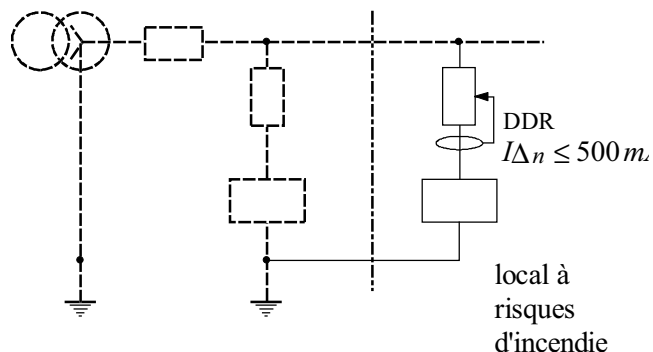 DDR
IΔn ≤ 500 m
local à
risques
d'incendie